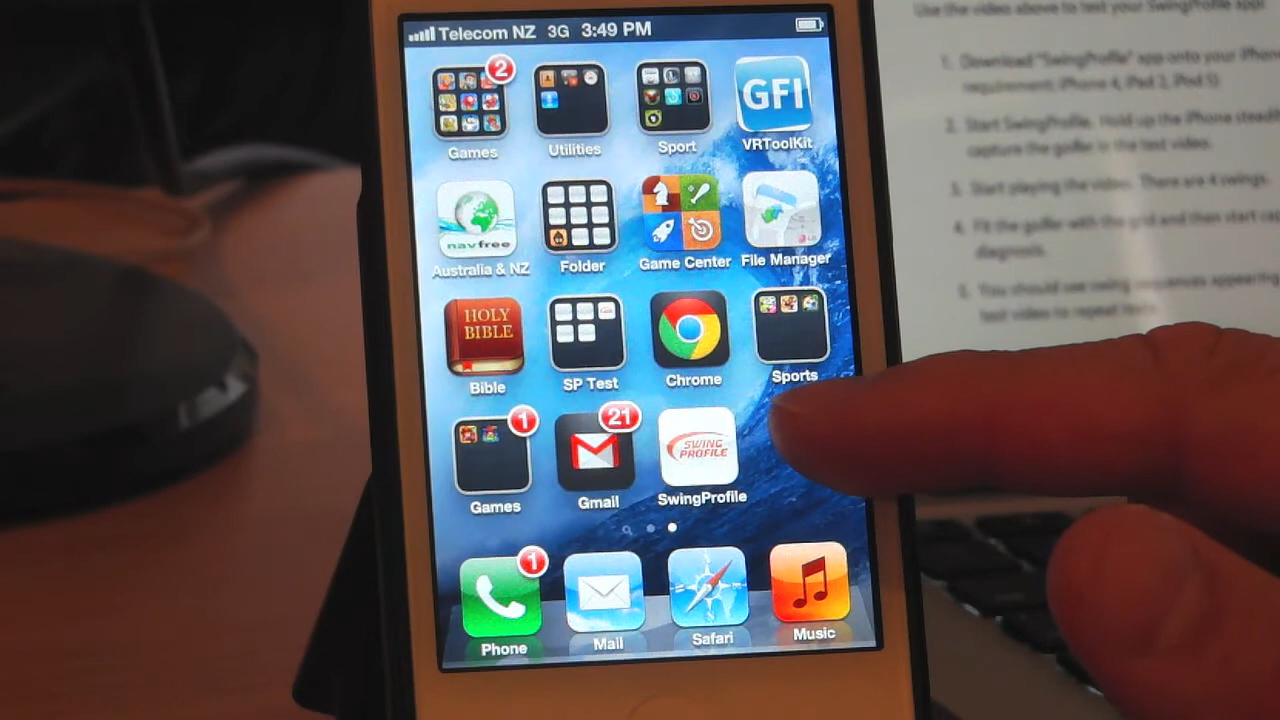 Telecom NZ 3G 3:49 PM
2
GFI
Games Utilities Sport VRToolKit
navfree
Australia & NZ Folder Game Center File Manager
HOLY
BIBLE
Bible SP Test Chrome Sports
1 21
SWING
PROFILE
Games Gmail SwingProfile
1
Phone Mail Safari Music
Use the video above to test your SwingProfile app!
1. Download "SwingProfile" app onto your iPhone
requirement: iPhone 4, iPad 2, iPod 5)
2. Start SwingProfile. Hold up the iPhone
capture the golfer in the test video.
3. Start playing the video. There are 4 swings.
4. Fit the golfer with the grid and then start
diagnosis.
5. You should see swing sequences
test video to repeat